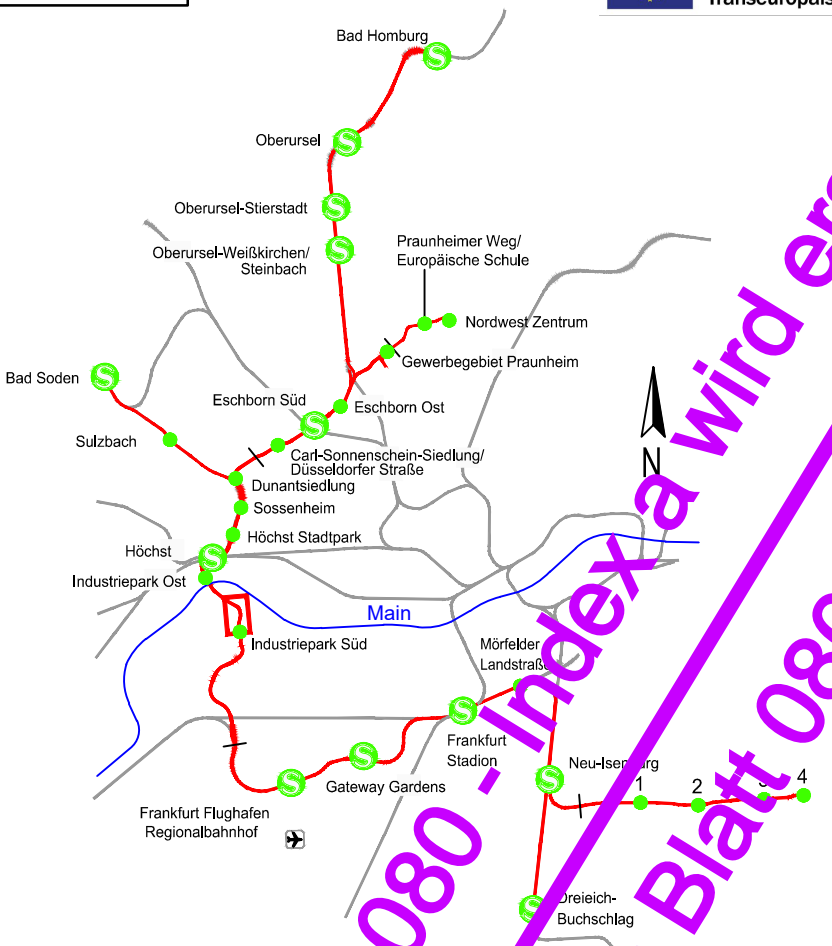 Bad Homburg
Oberursel
Oberursel-Stierstadt
Oberursel-Weißkirchen/
Steinbach
Praunheimer Weg/
Europäische Schule
Nordwest Zentrum
Gewerbegebiet Praunheim
Bad Soden
Eschborn Süd
Eschborn Ost
Sulzbach
Carl-Sonnenschein-Siedlung/
Düsseldorfer Straße
Dunantsiedlung
Sossenheim
N
Höchst Stadtpark
Höchst
Industriepark Ost
Main
Industriepark Süd
Mörfelder
Landstraße
Frankfurt
Stadion
Neu-Isenburg
1
2
3
4
Gateway Gardens
Frankfurt Flughafen
Regionalbahnhof
Dreieich-
Buchschlag
080 - Index a wird
Blatt